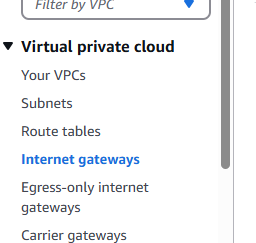 Filter by VPC
Virtual private cloud
Your VPCs
Subnets
Route tables
Internet gateways
Egress-only internet
gateways
Carrier gateways